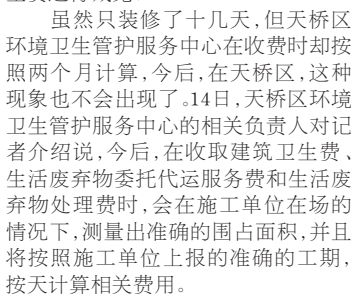 虽然只装修了十几天,但天桥区
环境卫生管护服务中心在收费时却按
照两个月计算,今后,在天桥区,这种
现象也不会出现了。14日,天桥区环境
卫生管护服务中心的相关负责人对记
者介绍说,今后,在收取建筑卫生费、
生活废弃物委托代运服务费和生活废
弃物处理费时,会在施工单位在场的
情况下,测量出准确的围占面积,并且
将按照施工单位上报的准确的工期,
按天计算相关费用。